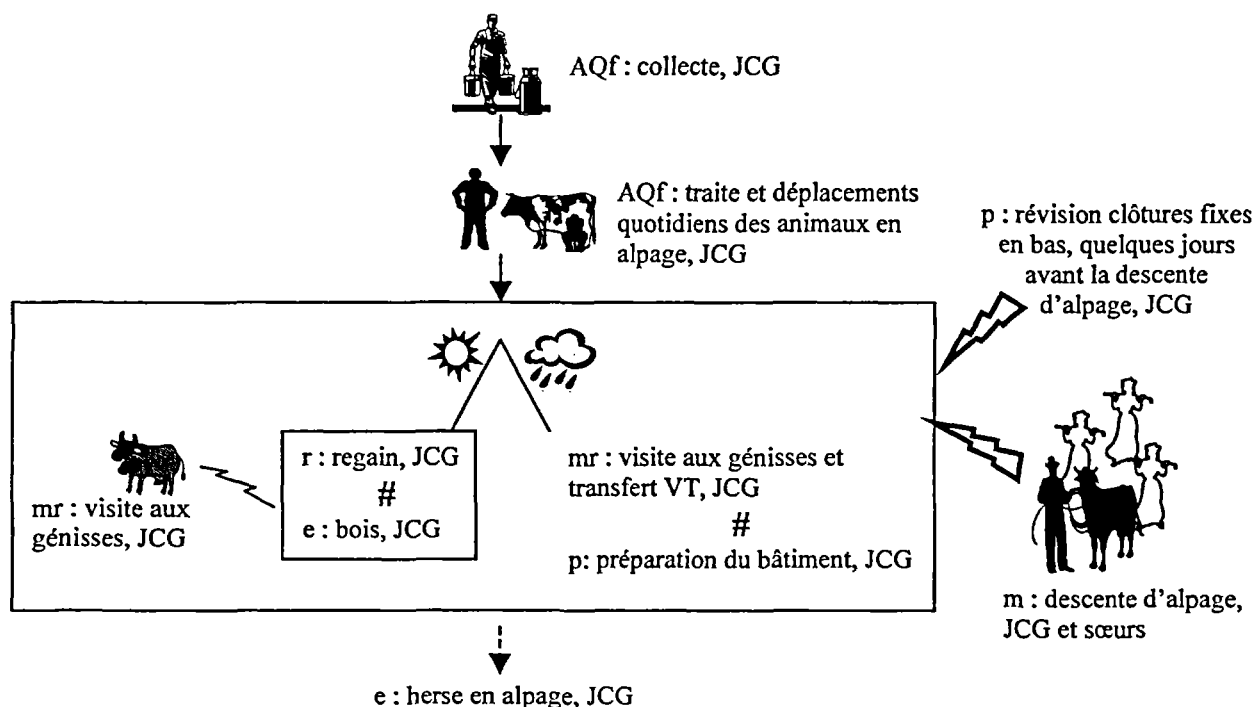 AQf : collecte, JCG
AQf : traite et déplacements
quotidiens des animaux en
alpage, JCG
p : révision clôtures fixes
en bas, quelques jours
avant la descente
d'alpage, JCG
r : regain, JCG
#
e : bois, JCG
mr : visite aux
génisses, JCG
mr : visite aux génisses et
transfert VT, JCG
#
p: préparation du bâtiment, JCG
m : descente d'alpage,
JCG et sœurs
e : herse en alpage, JCG